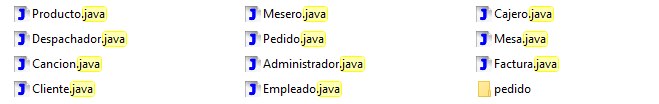 Producto.java
Mesero.java
Cajero.java
Despachador.java
Pedido.java
Mesa.java
Cancion.java
Administrador.java
Factura.java
Cliente.java
Empleado.java
pedido